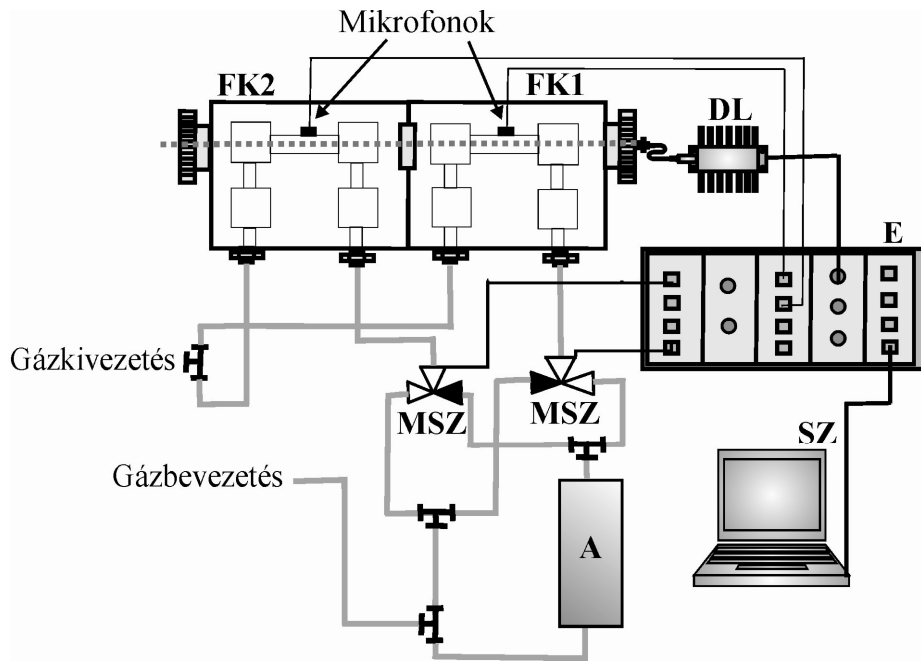 Mikrofonok
FK2
FK1
DL
E
Gázkivezetés
MSZ
MSZ
SZ
Gázbevezetés
A